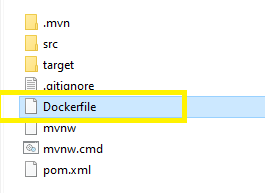 .mvn
src
target
.gitignore
Dockerfile
mvnw
mvnw.cmd
pom.xml